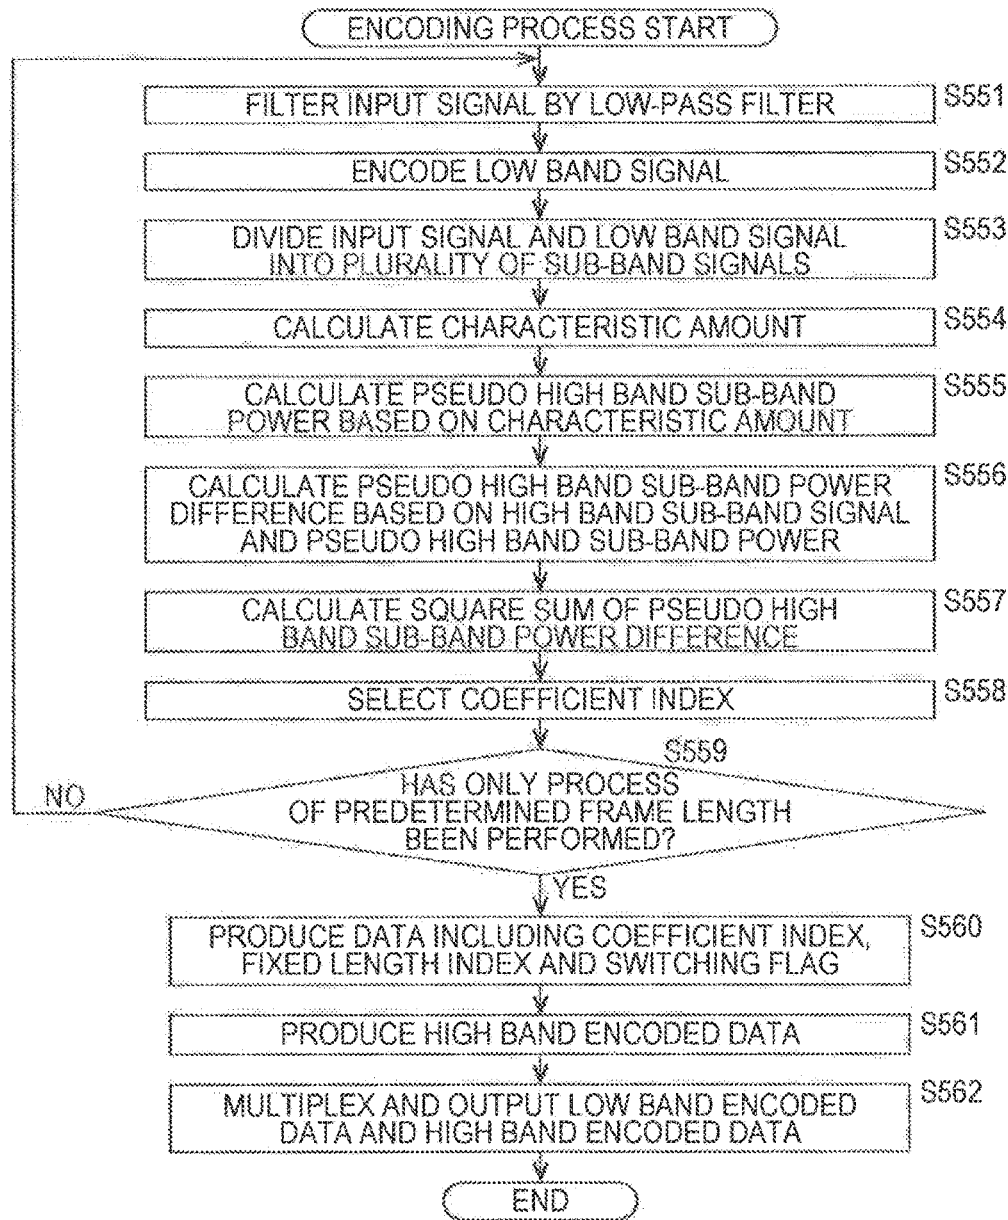 ENCODING PROCESS START
FILTER INPUT SIGNAL BY LOW-PASS FILTER
S551
ENCODE LOW BAND SIGNAL
S552
DIVIDE INPUT SIGNAL AND LOW BAND SIGNAL
INTO PLURALITY OF SUB-BAND SIGNALS
S553
CALCULATE CHARACTERISTIC AMOUNT
S554
CALCULATE PSEUDO HIGH BAND SUB-BAND
POWER BASED ON CHARACTERISTIC AMOUNT
S555
CALCULATE PSEUDO HIGH BAND SUB-BAND POWER
DIFFERENCE BASED ON HIGH BAND SUB-BAND SIGNAL
AND PSEUDO HIGH BAND SUB-BAND POWER
S556
CALCULATE SQUARE SUM OF PSEUDO HIGH
BAND SUB-BAND POWER DIFFERENCE
S557
SELECT COEFFICIENT INDEX
S558
S559
HAS ONLY PROCESS
OF PREDETERMINED FRAME LENGTH
BEEN PERFORMED?
NO
YES
PRODUCE DATA INCLUDING COEFFICIENT INDEX,
FIXED LENGTH INDEX AND SWITCHING FLAG
S560
PRODUCE HIGH BAND ENCODED DATA
S561
MULTIPLEX AND OUTPUT LOW BAND ENCODED
DATA AND HIGH BAND ENCODED DATA
S562
END